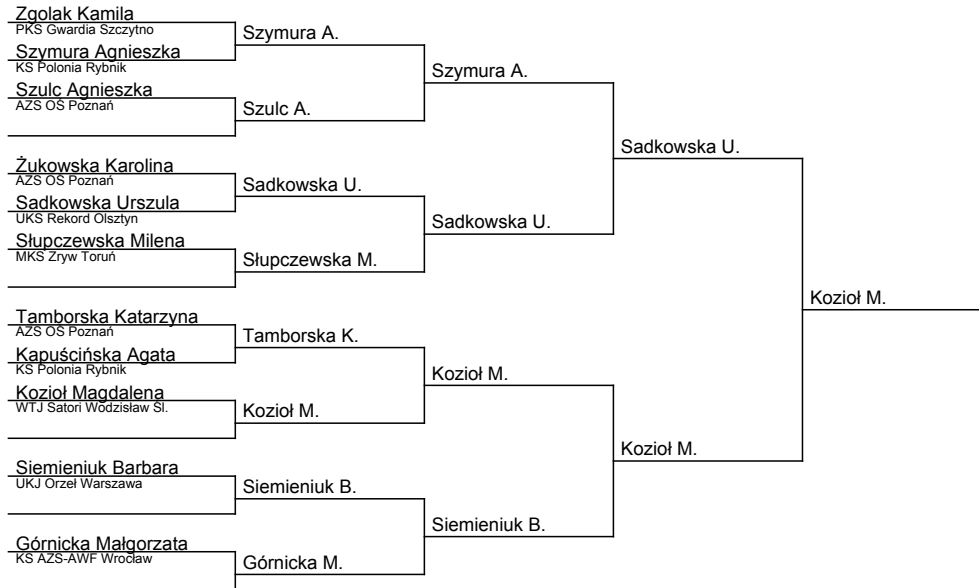 Zgolak Kamila
PKS Gwardia Szczytno
Szymura A.
Szymura Agnieszka
KS Polonia Rybnik
Szymura A.
Szulc Agnieszka
AZS OŚ Poznań
Szulc A.
Sadkowska U.
Żukowska Karolina
AZS OŚ Poznań
Sadkowska U.
Sadkowska Urszula
UKS Rekord Olsztyn
Sadkowska U.
Słupczewska Milena
MKS Zryw Toruń
Słupczewska M.
Kozioł M.
Tamborska Katarzyna
AZS OŚ Poznań
Tamborska K.
Kapuścińska Agata
KS Polonia Rybnik
Kozioł M.
Kozioł Magdalena
WTJ Satori Wodzisław Śl.
Kozioł M.
Kozioł M.
Siemieniuk Barbara
UKJ Orzeł Warszawa
Siemieniuk B.
Siemieniuk B.
Górnicka Małgorzata
KS AZS-AWF Wrocław
Górnicka M.